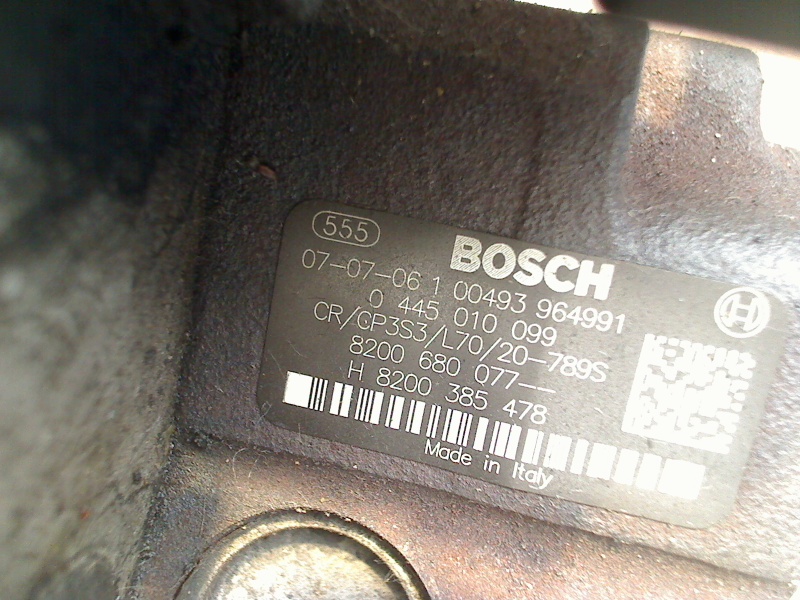 555
BOSCH
07-07-06 1 00493 964991
0 445 010 099
CR/CP3S3/L70/20-789S
8200 680 077--
H 8200 385 478
Made in Italy